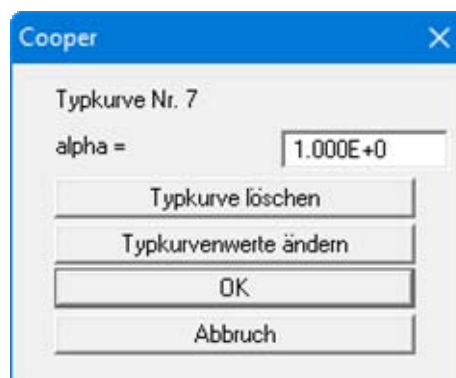 Cooper
Typkurve Nr. 7
alpha = 1.000E+0
Typkurve löschen
Typkurvenwerte ändern
OK
Abbruch